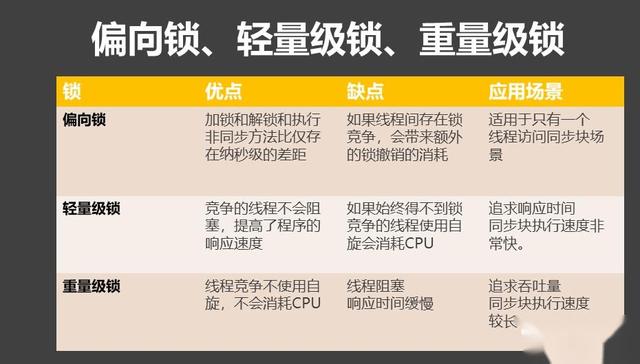 偏向锁、轻量级锁、重量级锁
锁 优点 缺点 应用场景
偏向锁
加锁和解锁和执行
非同步方法比仅存
在纳秒级的差距
如果线程间存在锁
竞争，会带来额外
的锁撤销的消耗
适用于只有一个
线程访问同步块场
景
轻量级锁
竞争的线程不会阻
塞，提高了程序的
响应速度
如果始终得不到锁
竞争的线程使用自
旋会消耗CPU
追求响应时间
同步块执行速度非
常快。
重量级锁
线程竞争不使用自
旋，不会消耗CPU
线程阻塞
响应时间缓慢
追求吞吐量
同步块执行速度
较长